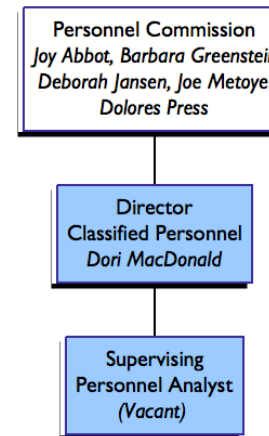 Personnel Commission
Joy Abbot, Barbara Greenstein
Deborah Jansen, Joe Metoye
Dolores Press
Director
Classified Personnel
Dori MacDonald
Supervising
Personnel Analyst
(Vacant)